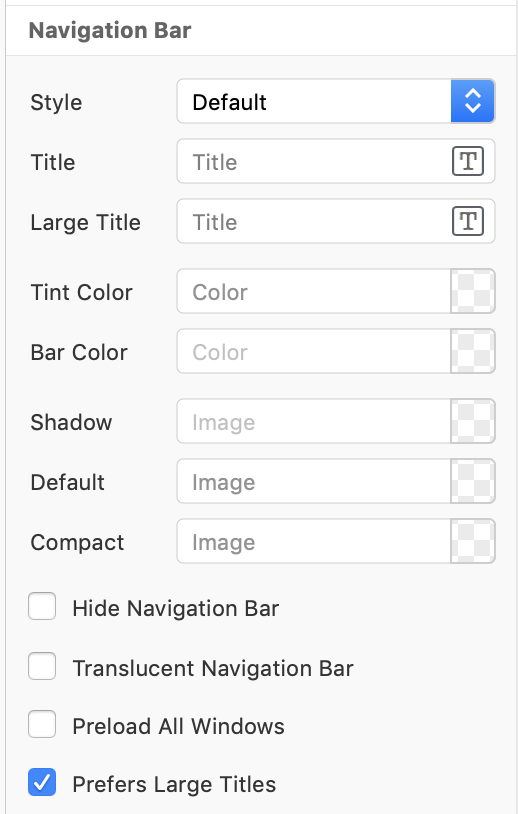 Navigation Bar
Style Default
Title Title T
Large Title Title T
Tint Color Color
Bar Color Color
Shadow Image
Default Image
Compact Image
Hide Navigation Bar
Translucent Navigation Bar
Preload All Windows
Prefers Large Titles